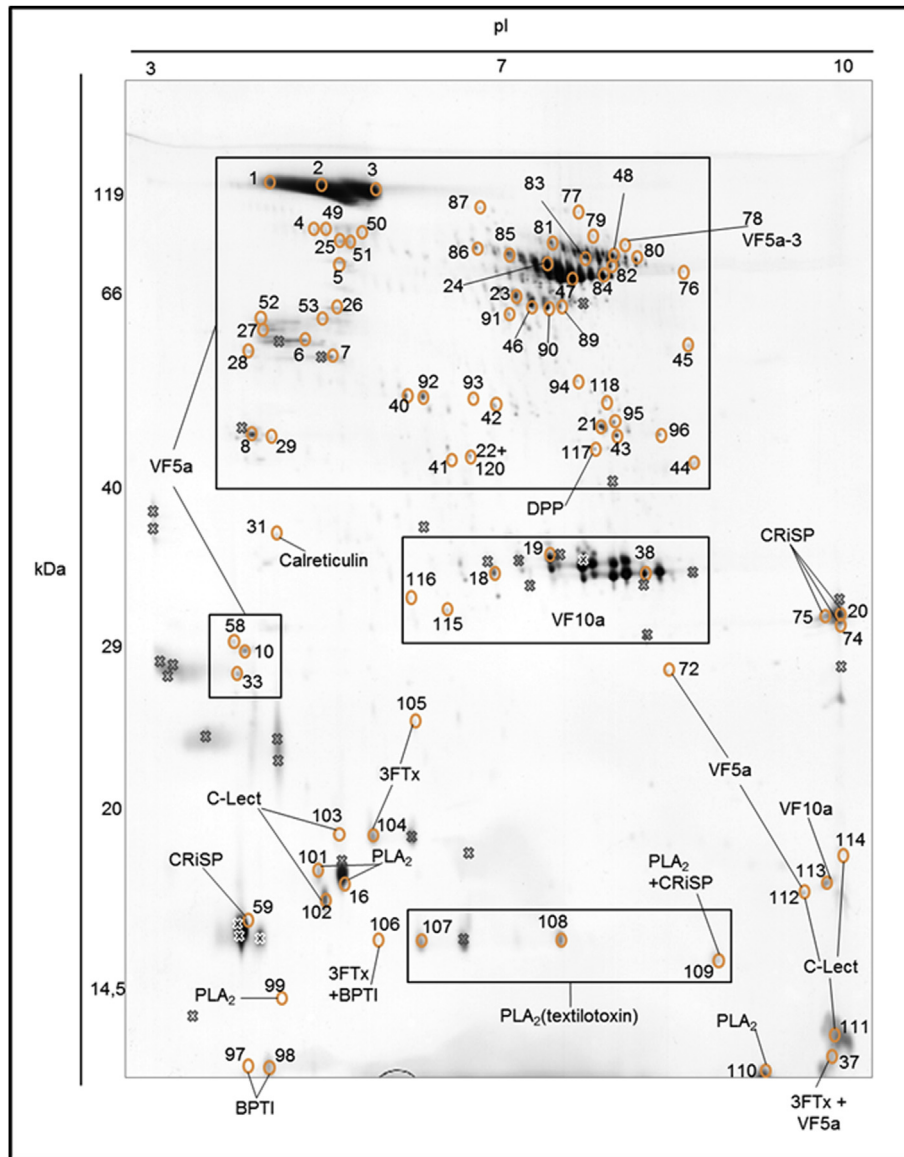 pI
3 7 10
kDa
119
66
40
29
20
14,5
1 2 3
87 83 77 48
4 49 50
79
78
VF5a-3
85 81
25 51
86 80
5 24 47 84 82 76
52 53 26 23
91
27
6 7 46 90 89 45
28
92 93 94 118
40 42
95
21 96
8 29
VF5a
22+
120
41 117 43 44
DPP
31
Calreticulin
19 38
18
CRiSP
116
115
VF10a
75 20
74
58
10
33
72
105
3FTx
VF5a
C-Lect
103 104
VF10a
114
101 PLA2
CRiSP
PLA2
+CRiSP
113
16 112
102
59
106 107 108
C-Lect
3FTx
+BPTI
109
99
PLA2
PLA2(textilotoxin)
PLA2
111
97 98
110 37
BPTI
3FTx +
VF5a